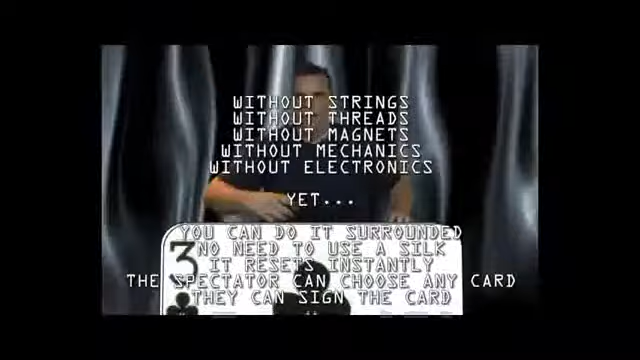 WITHOUT STRINGS
WITHOUT THREADS
WITHOUT MAGNETS
WITHOUT MECHANICS
WITHOUT ELECTRONICS
YET...
YOU CAN DO IT SURROUNDED
NO NEED TO USE A SILK
IT RESETS INSTANTLY
THE SPECTATOR CAN CHOOSE ANY CARD
THEY CAN SIGN THE CARD
3